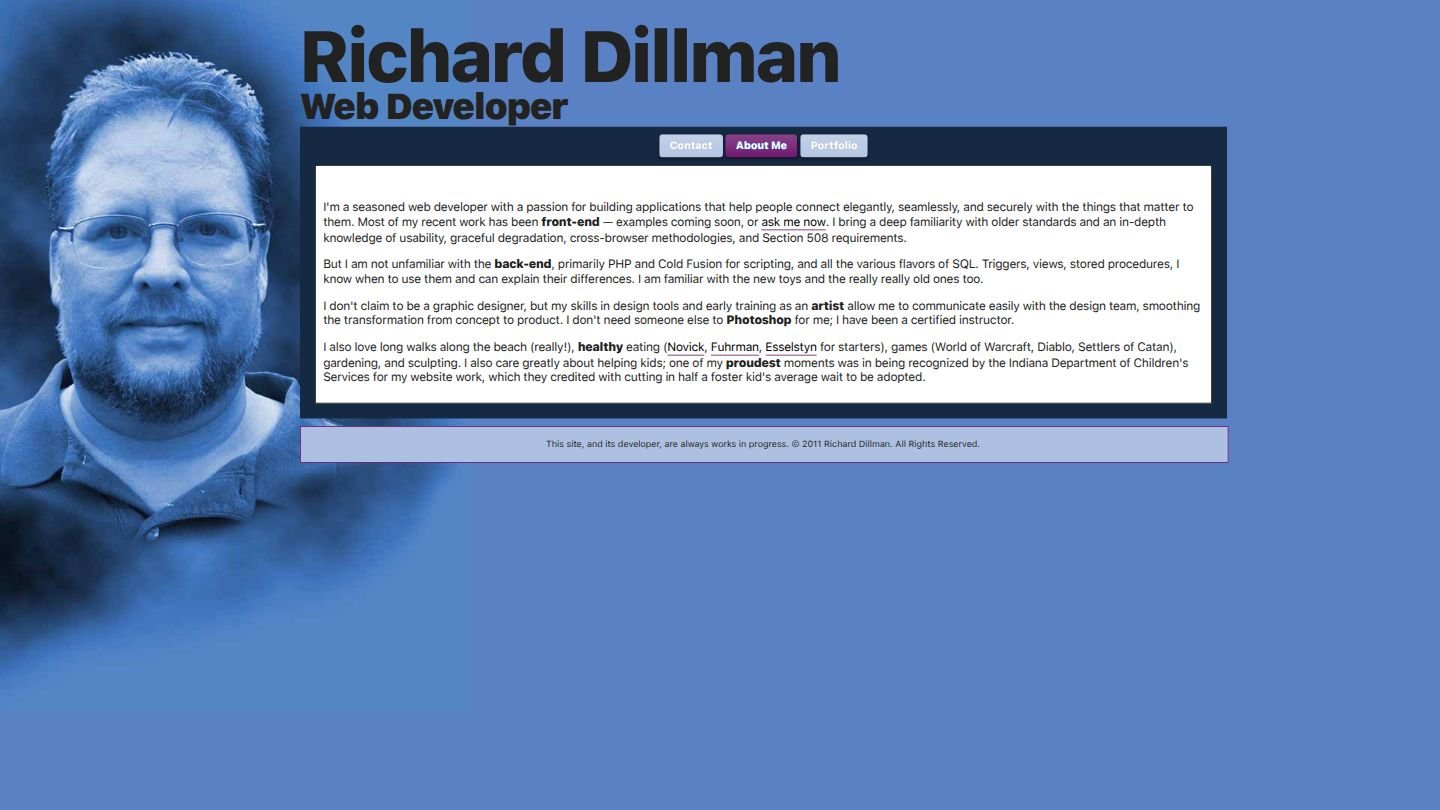 Richard Dillman
Web Developer
Contact About Me Portfolio
I'm a seasoned web developer with a passion for building applications that help people connect elegantly, seamlessly, and securely with the things that matter to
them. Most of my recent work has been front-end — examples coming soon, or ask me now. I bring a deep familiarity with older standards and an in-depth
knowledge of usability, graceful degradation, cross-browser methodologies, and Section 508 requirements.
But I am not unfamiliar with the back-end, primarily PHP and Cold Fusion for scripting, and all the various flavors of SQL. Triggers, views, stored procedures, I
know when to use them and can explain their differences. I am familiar with the new toys and the really really old ones too.
I don't claim to be a graphic designer, but my skills in design tools and early training as an artist allow me to communicate easily with the design team, smoothing
the transformation from concept to product. I don't need someone else to Photoshop for me; I have been a certified instructor.
I also love long walks along the beach (really!), healthy eating (Novick, Fuhrman, Esselstyn for starters), games (World of Warcraft, Diablo, Settlers of Catan),
gardening, and sculpting. I also care greatly about helping kids; one of my proudest moments was in being recognized by the Indiana Department of Children's
Services for my website work, which they credited with cutting in half a foster kid's average wait to be adopted.
This site, and its developer, are always works in progress. © 2011 Richard Dillman. All Rights Reserved.